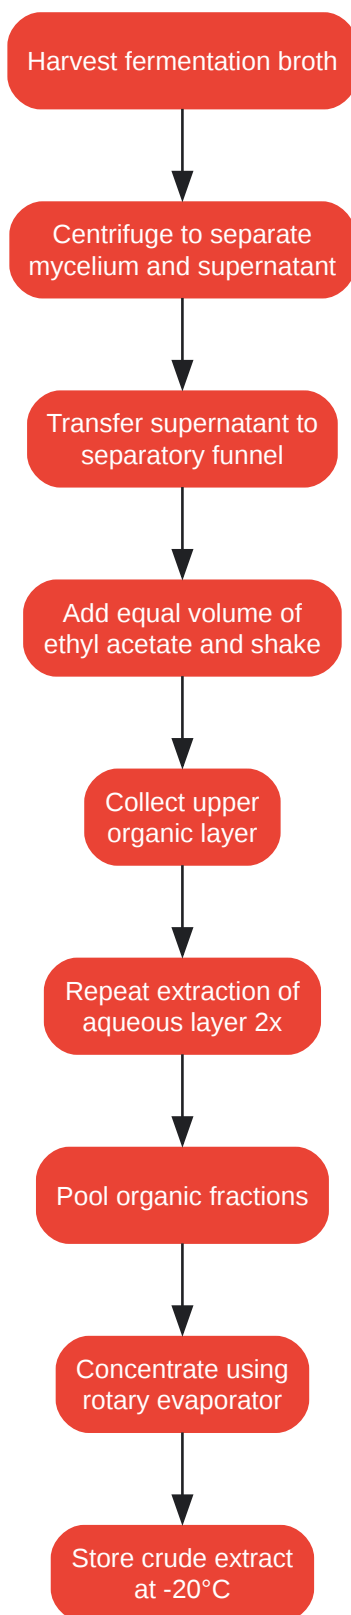 Harvest fermentation broth
Centrifuge to separate
mycelium and supernatant
Transfer supernatant to
separatory funnel
Add equal volume of
ethyl acetate and shake
Collect upper
organic layer
Repeat extraction of
aqueous layer 2x
Pool organic fractions
Concentrate using
rotary evaporator
Store crude extract
at -20°C